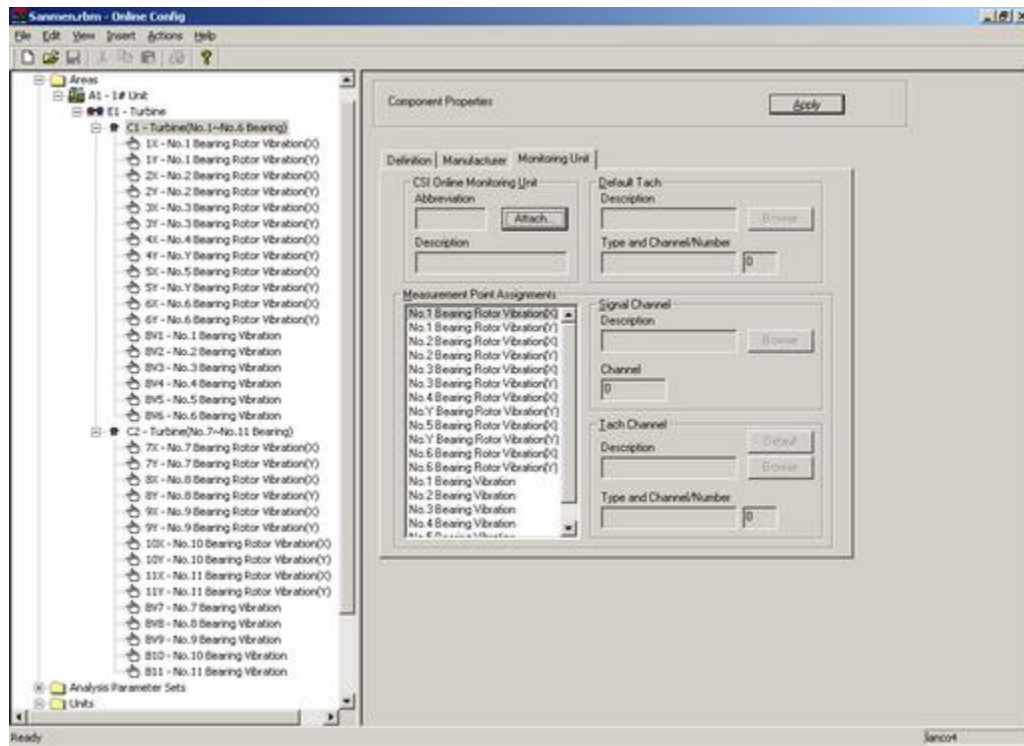 Sanmen.rbm - Online Config
File Edit View Insert Actions Help
Areas
A1 - 1# Unit
E1 - Turbine
C1 - Turbine(No.1~No.6 Bearing)
1X - No.1 Bearing Rotor Vibration(X)
1Y - No.1 Bearing Rotor Vibration(Y)
2X - No.2 Bearing Rotor Vibration(X)
2Y - No.2 Bearing Rotor Vibration(Y)
3X - No.3 Bearing Rotor Vibration(X)
3Y - No.3 Bearing Rotor Vibration(Y)
4X - No.4 Bearing Rotor Vibration(X)
4Y - No.Y Bearing Rotor Vibration(Y)
5X - No.5 Bearing Rotor Vibration(X)
5Y - No.Y Bearing Rotor Vibration(Y)
6X - No.6 Bearing Rotor Vibration(X)
6Y - No.6 Bearing Rotor Vibration(Y)
BV1 - No.1 Bearing Vibration
BV2 - No.2 Bearing Vibration
BV3 - No.3 Bearing Vibration
BV4 - No.4 Bearing Vibration
BV5 - No.5 Bearing Vibration
BV6 - No.6 Bearing Vibration
C2 - Turbine(No.7~No.11 Bearing)
7X - No.7 Bearing Rotor Vibration(X)
7Y - No.7 Bearing Rotor Vibration(Y)
8X - No.8 Bearing Rotor Vibration(X)
8Y - No.8 Bearing Rotor Vibration(Y)
9X - No.9 Bearing Rotor Vibration(X)
9Y - No.9 Bearing Rotor Vibration(Y)
10X - No.10 Bearing Rotor Vibration(X)
10Y - No.10 Bearing Rotor Vibration(Y)
11X - No.11 Bearing Rotor Vibration(X)
11Y - No.11 Bearing Rotor Vibration(Y)
BV7 - No.7 Bearing Vibration
BV8 - No.8 Bearing Vibration
BV9 - No.9 Bearing Vibration
B10 - No.10 Bearing Vibration
B11 - No.11 Bearing Vibration
Analysis Parameter Sets
Units
Component Properties
Apply
Definition Manufacturer Monitoring Unit
CSI Online Monitoring Unit
Abbreviation
Attach...
Description
Default Tach
Description
Browse
Type and Channel/Number
0
Measurement Point Assignments
No.1 Bearing Rotor Vibration(X)
No.1 Bearing Rotor Vibration(Y)
No.2 Bearing Rotor Vibration(X)
No.2 Bearing Rotor Vibration(Y)
No.3 Bearing Rotor Vibration(X)
No.3 Bearing Rotor Vibration(Y)
No.4 Bearing Rotor Vibration(X)
No.Y Bearing Rotor Vibration(Y)
No.5 Bearing Rotor Vibration(X)
No.Y Bearing Rotor Vibration(Y)
No.6 Bearing Rotor Vibration(X)
No.6 Bearing Rotor Vibration(Y)
No.1 Bearing Vibration
No.2 Bearing Vibration
No.3 Bearing Vibration
No.4 Bearing Vibration
No.5 Bearing Vibration
Signal Channel
Description
Browse
Channel
0
Tach Channel
Default
Description
Browse
Type and Channel/Number
0
Ready